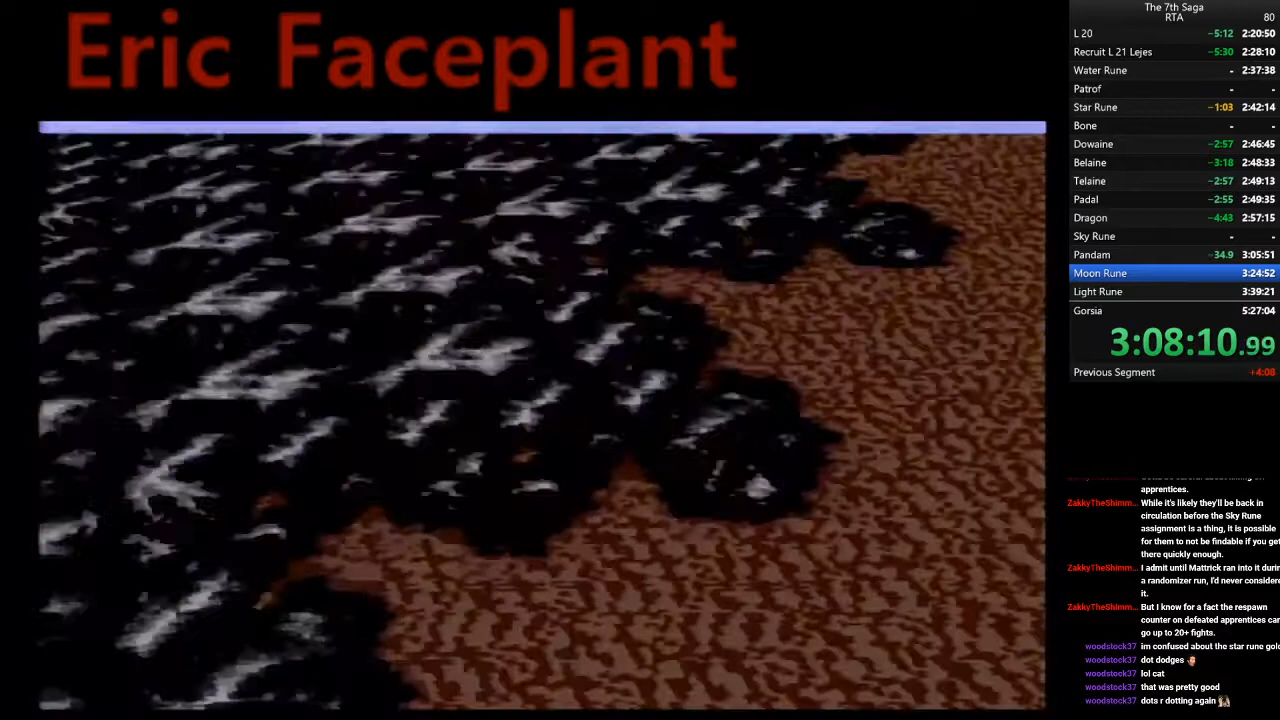 Eric Faceplant
The 7th Saga
RTA 80
L 20 -5:12 2:20:50
Recruit L 21 Lejes -5:30 2:28:10
Water Rune - 2:37:38
Patrof - -
Star Rune -1:03 2:42:14
Bone - -
Dowaine -2:57 2:46:45
Belaine -3:18 2:48:33
Telaine -2:57 2:49:13
Padal -2:55 2:49:35
Dragon -4:43 2:57:15
Sky Rune - -
Pandam -34.9 3:05:51
Moon Rune 3:24:52
Light Rune 3:39:21
Gorsia 5:27:04
3:08:10.99
Previous Segment +4:08
apprentices.
ZakkyTheShimm... While it's likely they'll be back in
circulation before the Sky Rune
assignment is a thing, it is possible
for them to not be findable if you get
there quickly enough.
ZakkyTheShimm... I admit until Mattrick ran into it durin
a randomizer run, I'd never consider
it.
ZakkyTheShimm... But I know for a fact the respawn
counter on defeated apprentices can
go up to 20+ fights.
woodstock37 im confused about the star rune gold
woodstock37 dot dodges
woodstock37 lol cat
woodstock37 that was pretty good
woodstock37 dots r dotting again